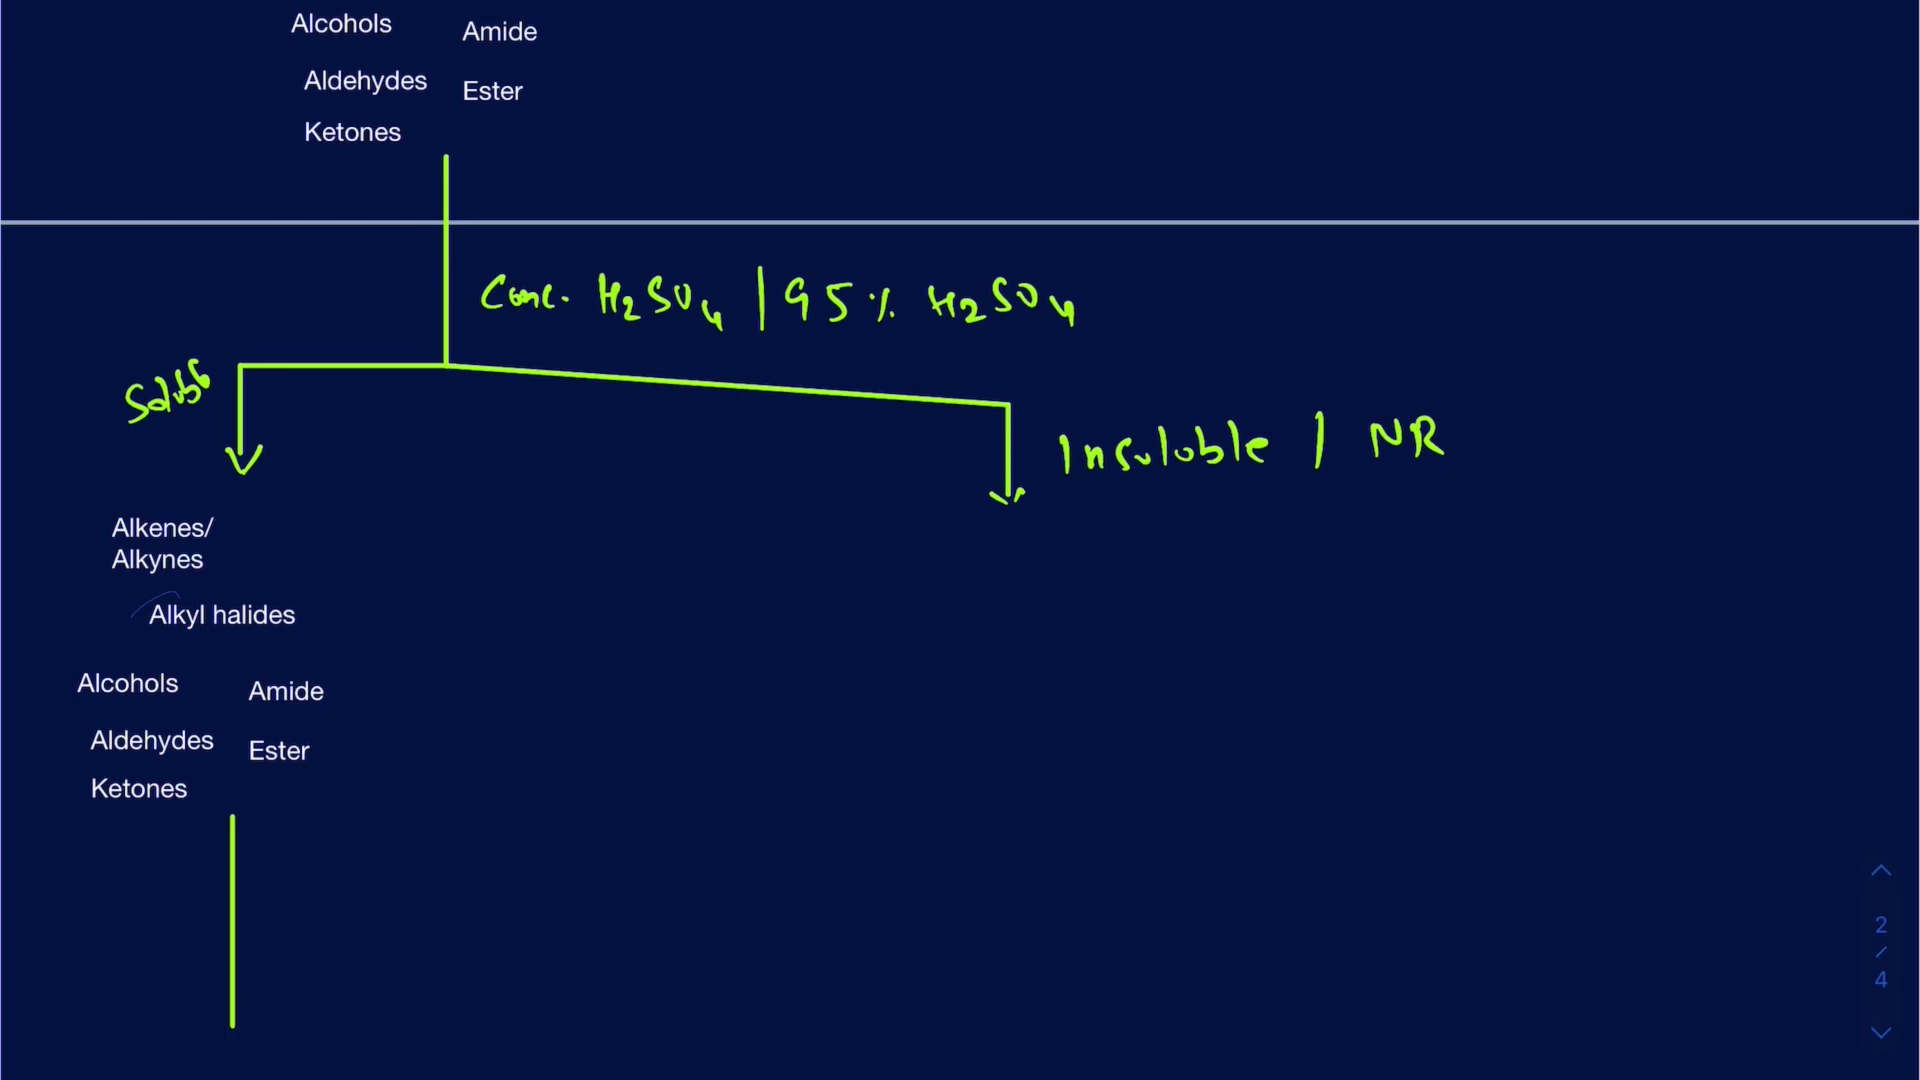 Alcohols
Amide
Aldehydes
Ester
Ketones
Conc. H₂SO₄ | 95 % H₂SO₄
Insoluble | NR
Alkenes/
Alkynes
Alkyl halides
Alcohols
Amide
Aldehydes
Ester
Ketones
2
/
4